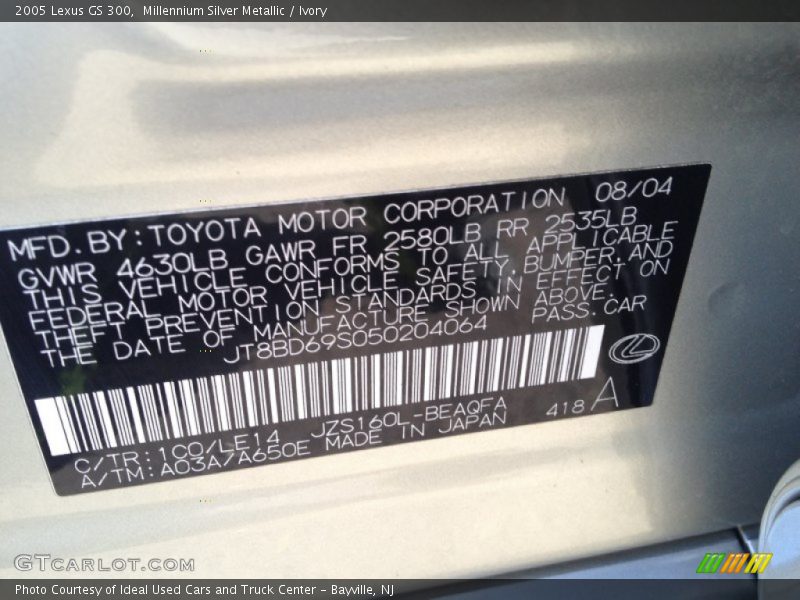 2005 Lexus GS 300, Millennium Silver Metallic / Ivory
MFD. BY: TOYOTA MOTOR CORPORATION 08/04
GVWR 4630LB GAWR FR 2580LB RR 2535LB
THIS VEHICLE CONFORMS TO ALL APPLICABLE
FEDERAL MOTOR VEHICLE SAFETY, BUMPER, AND
THEFT PREVENTION STANDARDS IN EFFECT ON
THE DATE OF MANUFACTURE SHOWN ABOVE.
JT8BD69S050204064 PASS. CAR
C/TR: 1C0/LE14 JZS160L-BEAQFA 418 A
A/TM: A03A/A650E MADE IN JAPAN
GTCARLOT.COM
Photo Courtesy of Ideal Used Cars and Truck Center - Bayville, NJ